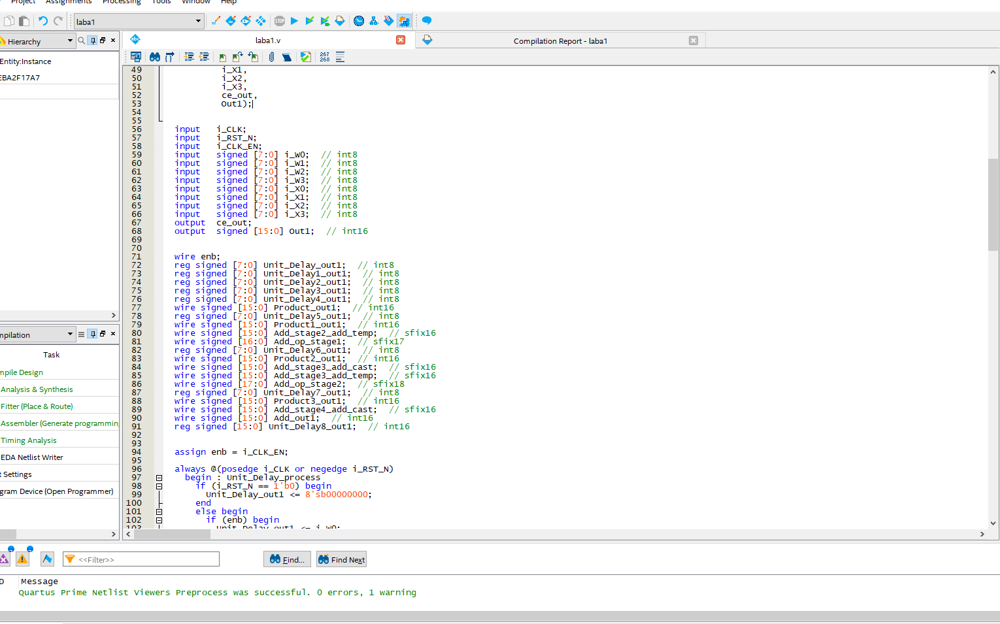 Project Assignments Processing Tools Window Help
laba1
STOP
Hierarchy
laba1.v
Compilation Report - laba1
abc
267
268
Entity:Instance
EBA2F17A7
49 i_X1,
50 i_X2,
51 i_X3,
52 ce_out,
53 Out1);
54
55
56 input i_CLK;
57 input i_RST_N;
58 input i_CLK_EN;
59 input signed [7:0] i_W0; // int8
60 input signed [7:0] i_W1; // int8
61 input signed [7:0] i_W2; // int8
62 input signed [7:0] i_W3; // int8
63 input signed [7:0] i_X0; // int8
64 input signed [7:0] i_X1; // int8
65 input signed [7:0] i_X2; // int8
66 input signed [7:0] i_X3; // int8
67 output ce_out;
68 output signed [15:0] Out1; // int16
69
70
71 wire enb;
72 reg signed [7:0] Unit_Delay_out1; // int8
73 reg signed [7:0] Unit_Delay1_out1; // int8
74 reg signed [7:0] Unit_Delay2_out1; // int8
75 reg signed [7:0] Unit_Delay3_out1; // int8
76 reg signed [7:0] Unit_Delay4_out1; // int8
77 wire signed [15:0] Product_out1; // int16
78 reg signed [7:0] Unit_Delay5_out1; // int8
79 wire signed [15:0] Product1_out1; // int16
80 wire signed [15:0] Add_stage2_add_temp; // sfix16
81 wire signed [16:0] Add_op_stage1; // sfix17
82 reg signed [7:0] Unit_Delay6_out1; // int8
83 wire signed [15:0] Product2_out1; // int16
84 wire signed [15:0] Add_stage3_add_cast; // sfix16
85 wire signed [15:0] Add_stage3_add_temp; // sfix16
86 wire signed [17:0] Add_op_stage2; // sfix18
87 reg signed [7:0] Unit_Delay7_out1; // int8
88 wire signed [15:0] Product3_out1; // int16
89 wire signed [15:0] Add_stage4_add_cast; // sfix16
90 wire signed [15:0] Add_out1; // int16
91 reg signed [15:0] Unit_Delay8_out1; // int16
92
93
94 assign enb = i_CLK_EN;
95
96 always @(posedge i_CLK or negedge i_RST_N)
97 begin : Unit_Delay_process
98 if (i_RST_N == 1'b0) begin
99 Unit_Delay_out1 <= 8'sb00000000;
100 end
101 else begin
102 if (enb) begin
103 Unit_Delay_out1 <= i_W0;
mpilation
Task
mpile Design
Analysis & Synthesis
Fitter (Place & Route)
Assembler (Generate programmin
Timing Analysis
EDA Netlist Writer
t Settings
gram Device (Open Programmer)
<<Filter>>
Find...
Find Next
D Message
Quartus Prime Netlist Viewers Preprocess was successful. 0 errors, 1 warning